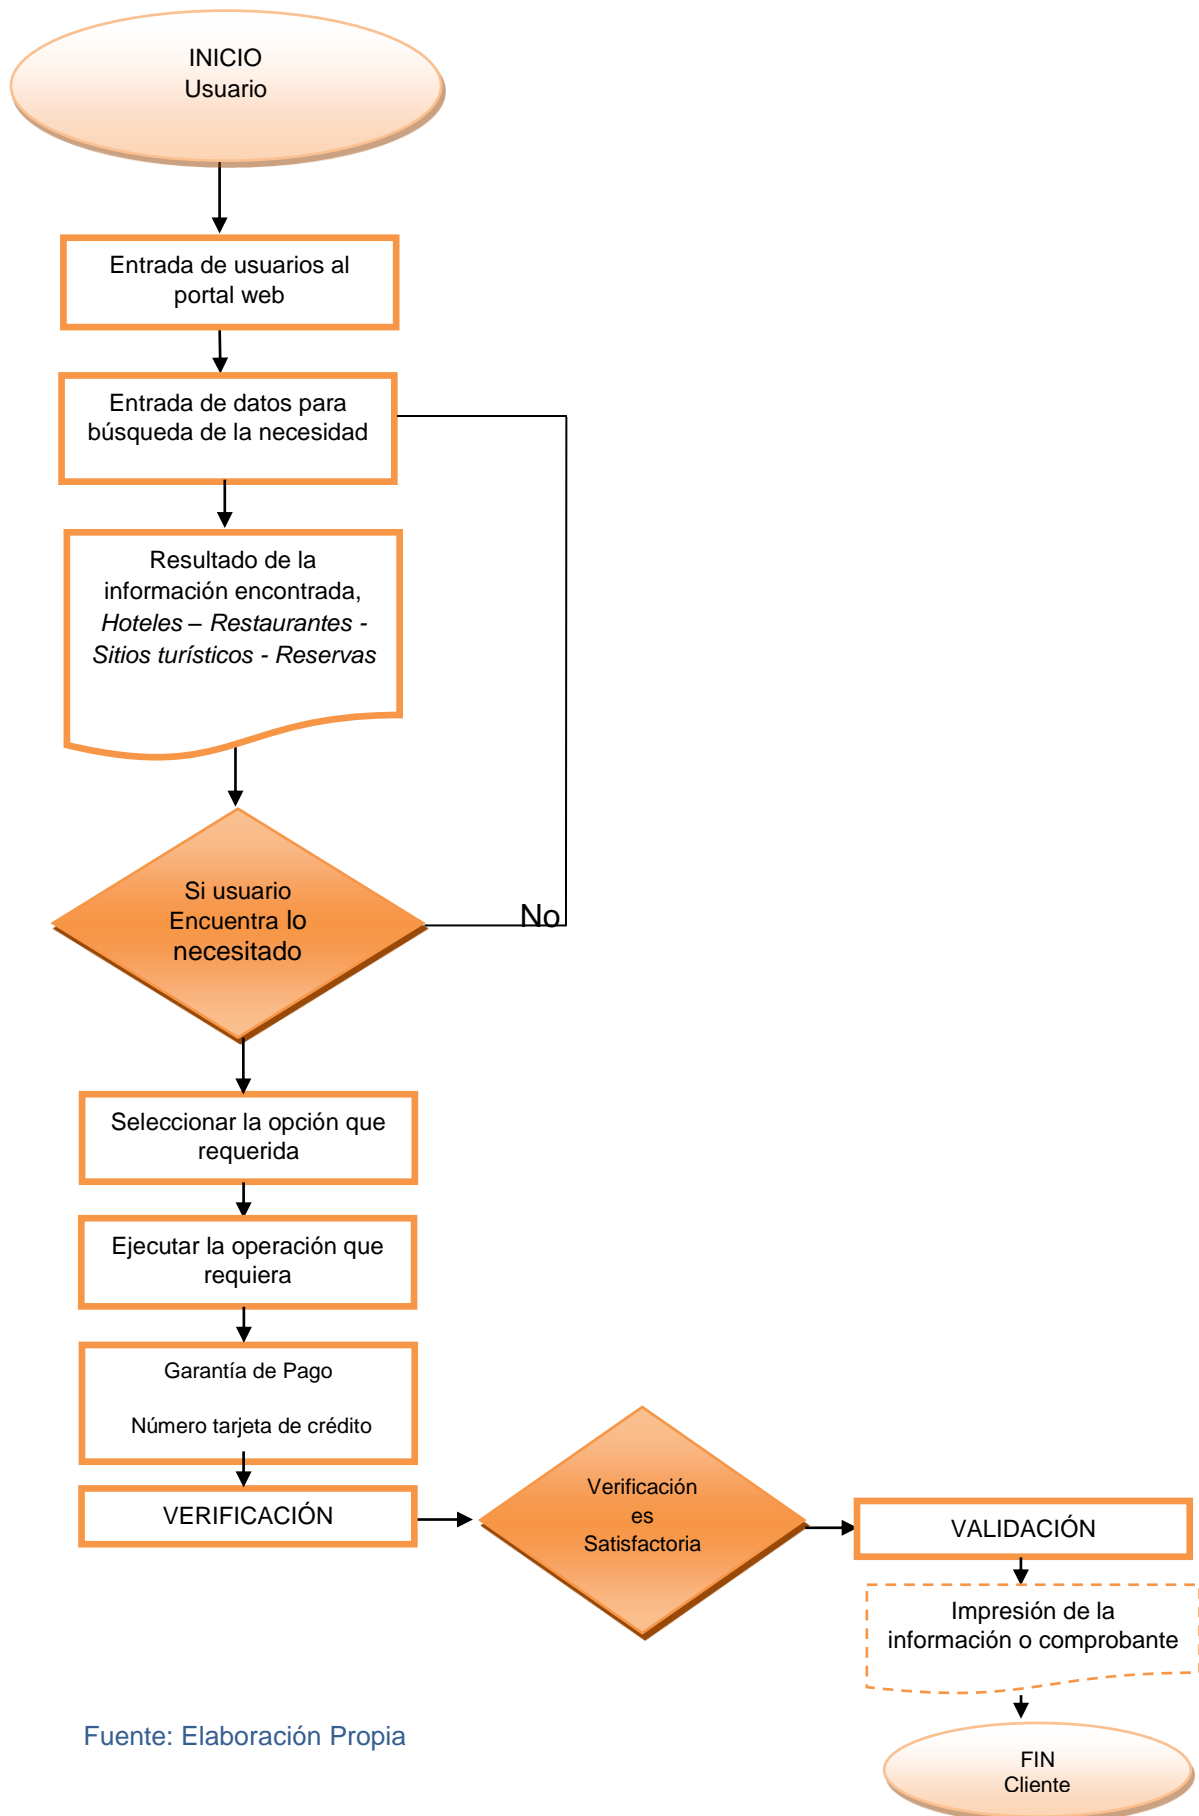 INICIO
Usuario
Entrada de usuarios al
portal web
Entrada de datos para
búsqueda de la necesidad
Resultado de la
información encontrada,
Hoteles – Restaurantes -
Sitios turísticos - Reservas
Si usuario
Encuentra lo
necesitado
No
Seleccionar la opción que
requerida
Ejecutar la operación que
requiera
Garantía de Pago
Número tarjeta de crédito
VERIFICACIÓN
Verificación
es
Satisfactoria
VALIDACIÓN
Impresión de la
información o comprobante
FIN
Cliente
Fuente: Elaboración Propia